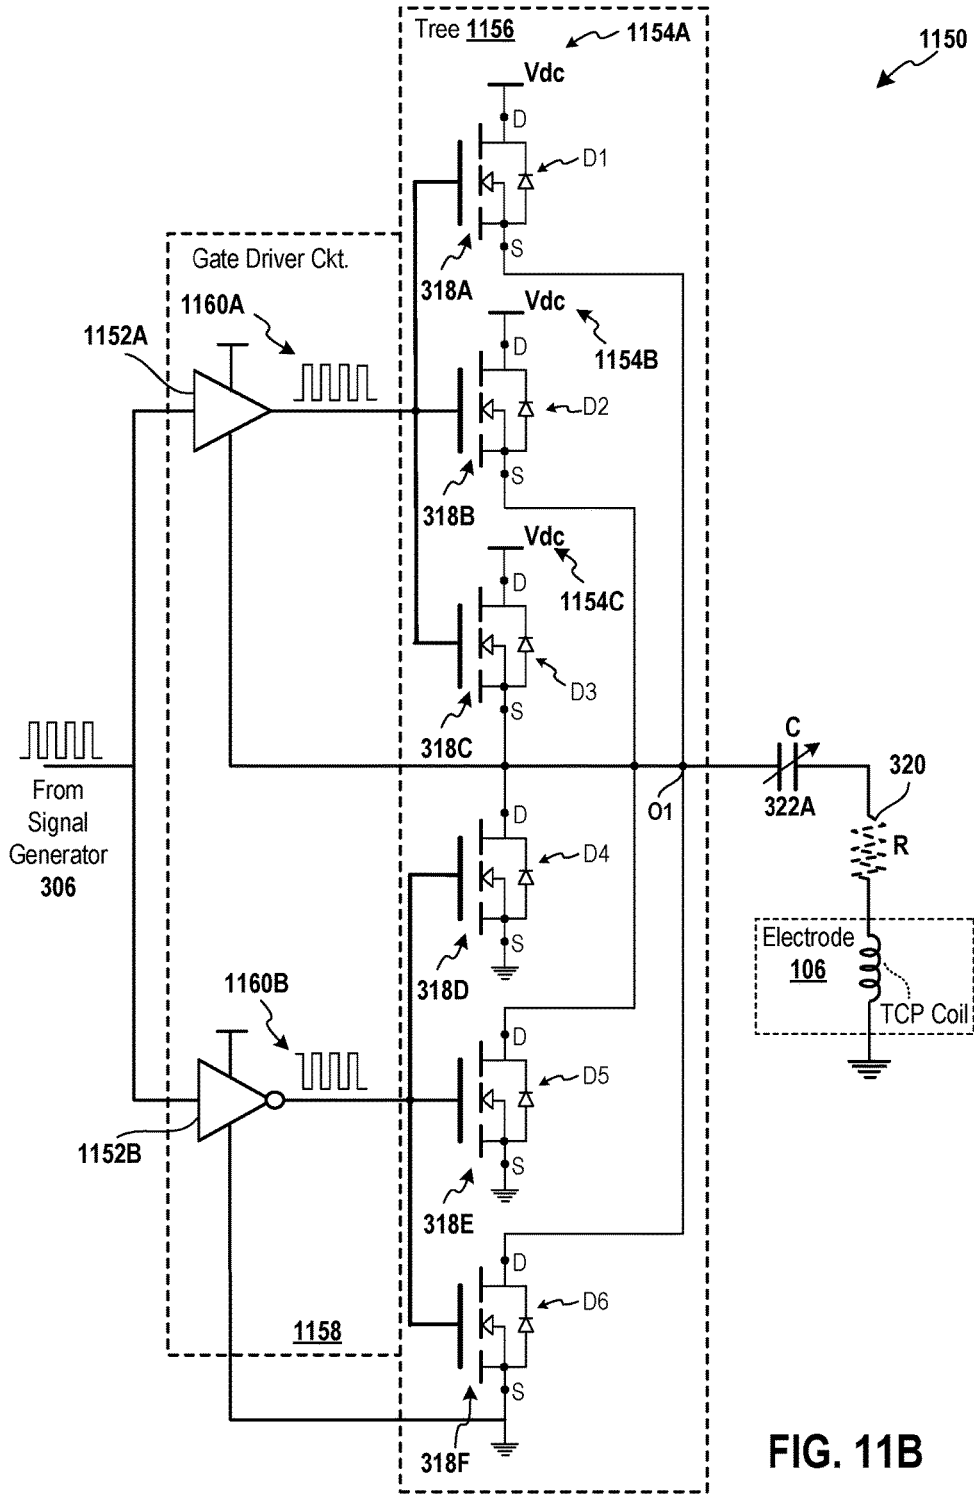 Tree 1156
1154A
1150
Vdc
D
D1
S
318A
Gate Driver Ckt.
1160A
1152A
Vdc
1154B
D
D2
S
318B
Vdc
1154C
D
D3
S
318C
From
Signal
Generator
306
O1
C
322A
320
R
D
D4
S
318D
Electrode
106
TCP Coil
1160B
1152B
D
D5
S
318E
D
D6
S
318F
1158
FIG. 11B